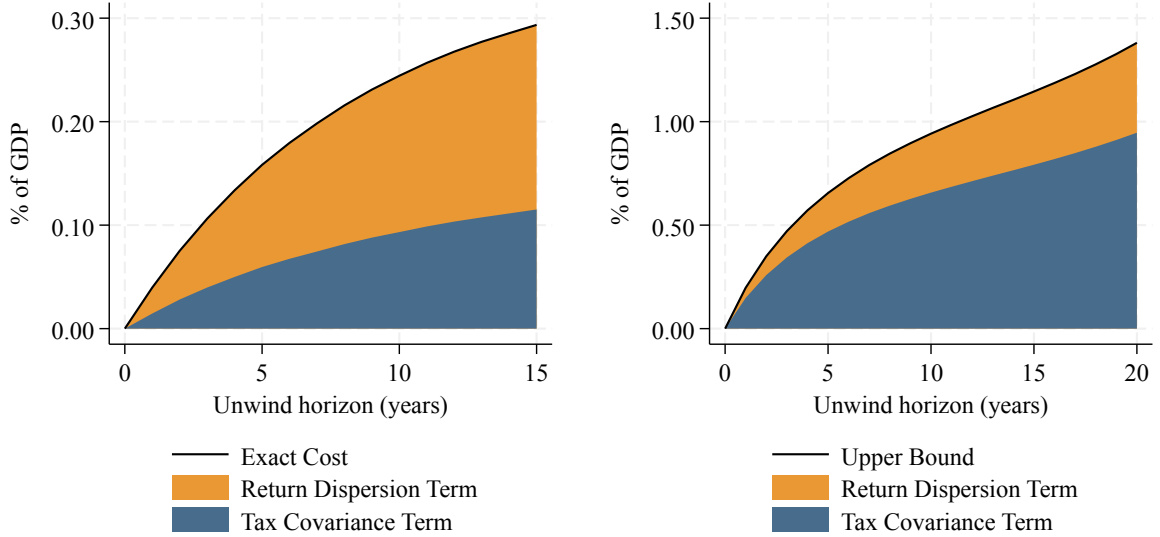 0.30
0.20
0.10
0.00
% of GDP
0
5
10
15
Unwind horizon (years)
Exact Cost
Return Dispersion Term
Tax Covariance Term
1.50
1.00
0.50
0.00
% of GDP
0
5
10
15
20
Unwind horizon (years)
Upper Bound
Return Dispersion Term
Tax Covariance Term